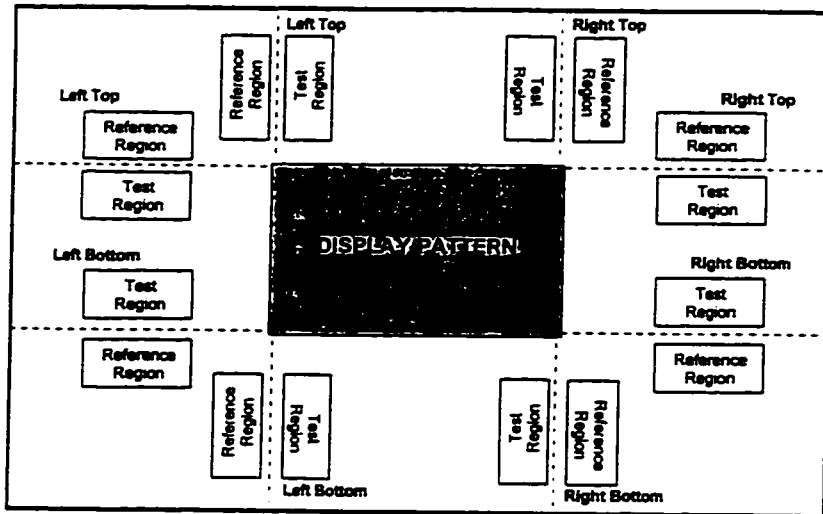 Left Top
Right Top
Reference
Region
Test
Region
Test
Region
Reference
Region
Left Top
Right Top
Reference
Region
Reference
Region
Test
Region
Test
Region
DISPLAY PATTERN
Left Bottom
Right Bottom
Test
Region
Test
Region
Reference
Region
Reference
Region
Reference
Region
Test
Region
Test
Region
Reference
Region
Left Bottom
Right Bottom